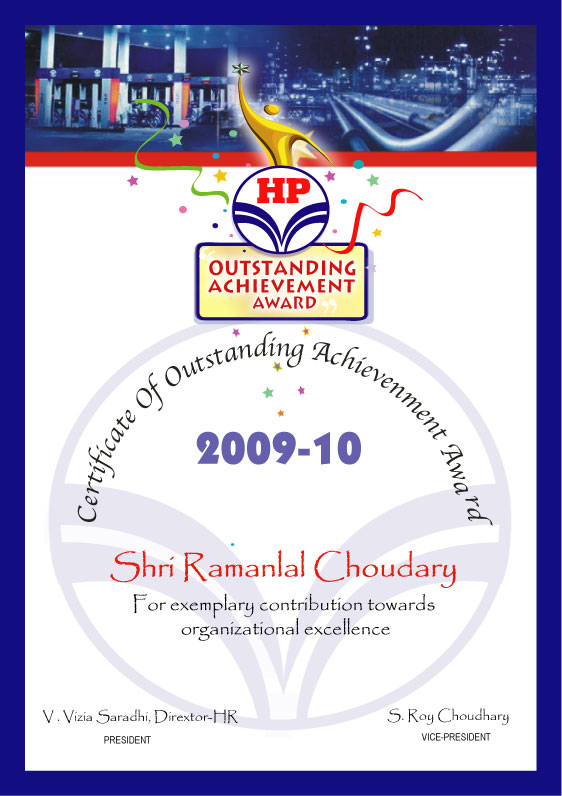 HP
“OUTSTANDING
ACHIEVEMENT
AWARD”
Certificate Of Outstanding Achievenment Award
2009-10
Shri Ramanlal Choudary
For exemplary contribution towards
organizational excellence
V . Vizia Saradhi, Dirextor-HR
PRESIDENT
S. Roy Choudhary
VICE-PRESIDENT